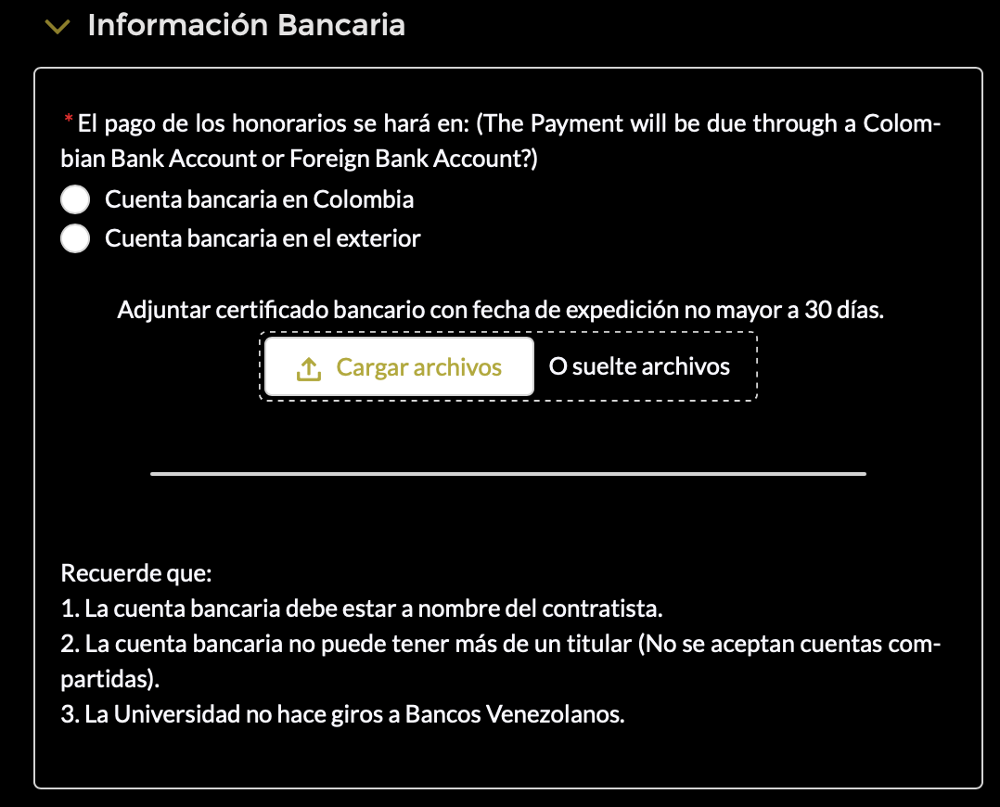 Información Bancaria
*El pago de los honorarios se hará en: (The Payment will be due through a Colom-
bian Bank Account or Foreign Bank Account?)
Cuenta bancaria en Colombia
Cuenta bancaria en el exterior
Adjuntar certificado bancario con fecha de expedición no mayor a 30 días.
Cargar archivos O suelte archivos
Recuerde que:
1. La cuenta bancaria debe estar a nombre del contratista.
2. La cuenta bancaria no puede tener más de un titular (No se aceptan cuentas com-
partidas).
3. La Universidad no hace giros a Bancos Venezolanos.